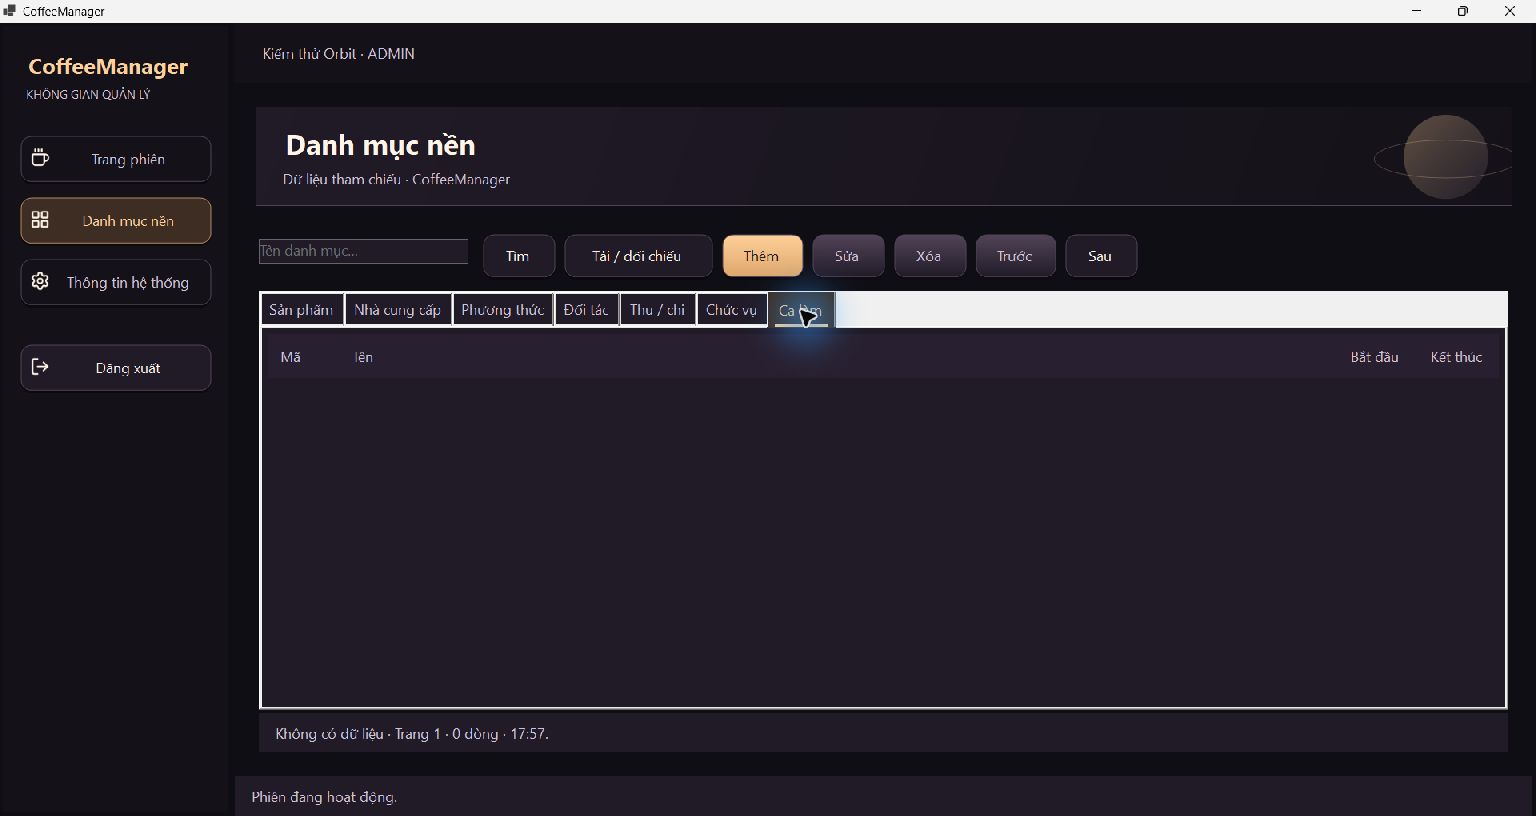 CoffeeManager
CoffeeManager
KHÔNG GIAN QUẢN LÝ
Trang phiên
Danh mục nền
Thông tin hệ thống
Đăng xuất
Kiểm thử Orbit · ADMIN
Danh mục nền
Dữ liệu tham chiếu · CoffeeManager
Tên danh mục...
Tìm
Tải / đối chiếu
Thêm
Sửa
Xóa
Trước
Sau
Sản phẩm
Nhà cung cấp
Phương thức
Đối tác
Thu / chi
Chức vụ
Ca làm
Mã
Tên
Bắt đầu
Kết thúc
Không có dữ liệu · Trang 1 · 0 dòng · 17:57.
Phiên đang hoạt động.